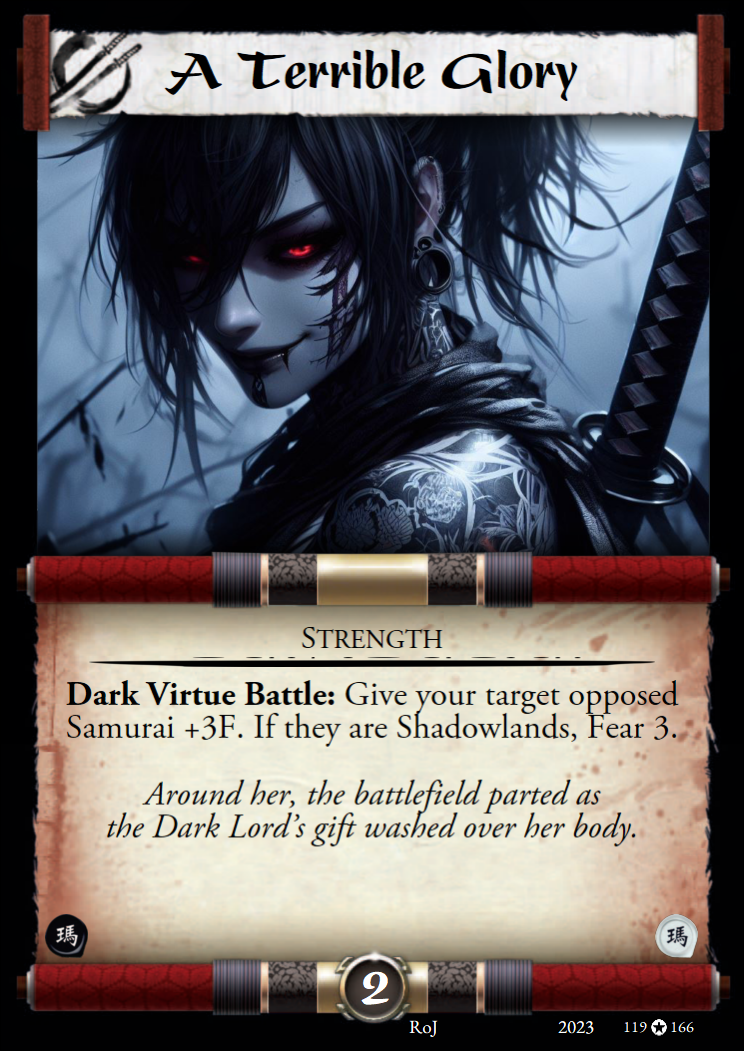 A Terrible Glory
STRENGTH
Dark Virtue Battle: Give your target opposed
Samurai +3F. If they are Shadowlands, Fear 3.
Around her, the battlefield parted as
the Dark Lord's gift washed over her body.
瑪 瑪
2
RoJ 2023 119 166